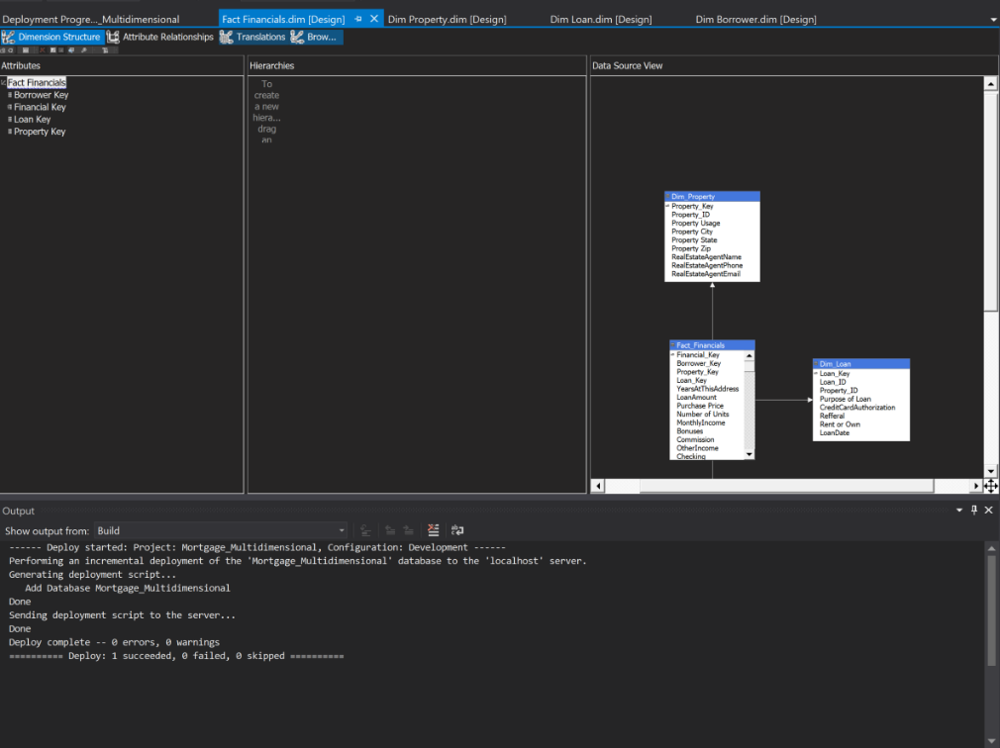 Deployment Progre..._Multidimensional
Fact Financials.dim [Design]
Dim Property.dim [Design]
Dim Loan.dim [Design]
Dim Borrower.dim [Design]
Dimension Structure
Attribute Relationships
Translations
Brow...
Attributes
Fact Financials
Borrower Key
Financial Key
Loan Key
Property Key
Hierarchies
To
create
a new
hiera...
drag
an
Data Source View
Dim_Property
Property_Key
Property_ID
Property Usage
Property City
Property State
Property Zip
RealEstateAgentName
RealEstateAgentPhone
RealEstateAgentEmail
Fact_Financials
Financial_Key
Borrower_Key
Property_Key
Loan_Key
YearsAtThisAddress
LoanAmount
Purchase Price
Number of Units
MonthlyIncome
Bonuses
Commission
OtherIncome
Checking
Dim_Loan
Loan_Key
Loan_ID
Property_ID
Purpose of Loan
CreditCardAuthorization
Refferal
Rent or Own
LoanDate
Output
Show output from: Build
------ Deploy started: Project: Mortgage_Multidimensional, Configuration: Development ------
Performing an incremental deployment of the 'Mortgage_Multidimensional' database to the 'localhost' server.
Generating deployment script...
Add Database Mortgage_Multidimensional
Done
Sending deployment script to the server...
Done
Deploy complete -- 0 errors, 0 warnings
========== Deploy: 1 succeeded, 0 failed, 0 skipped ==========